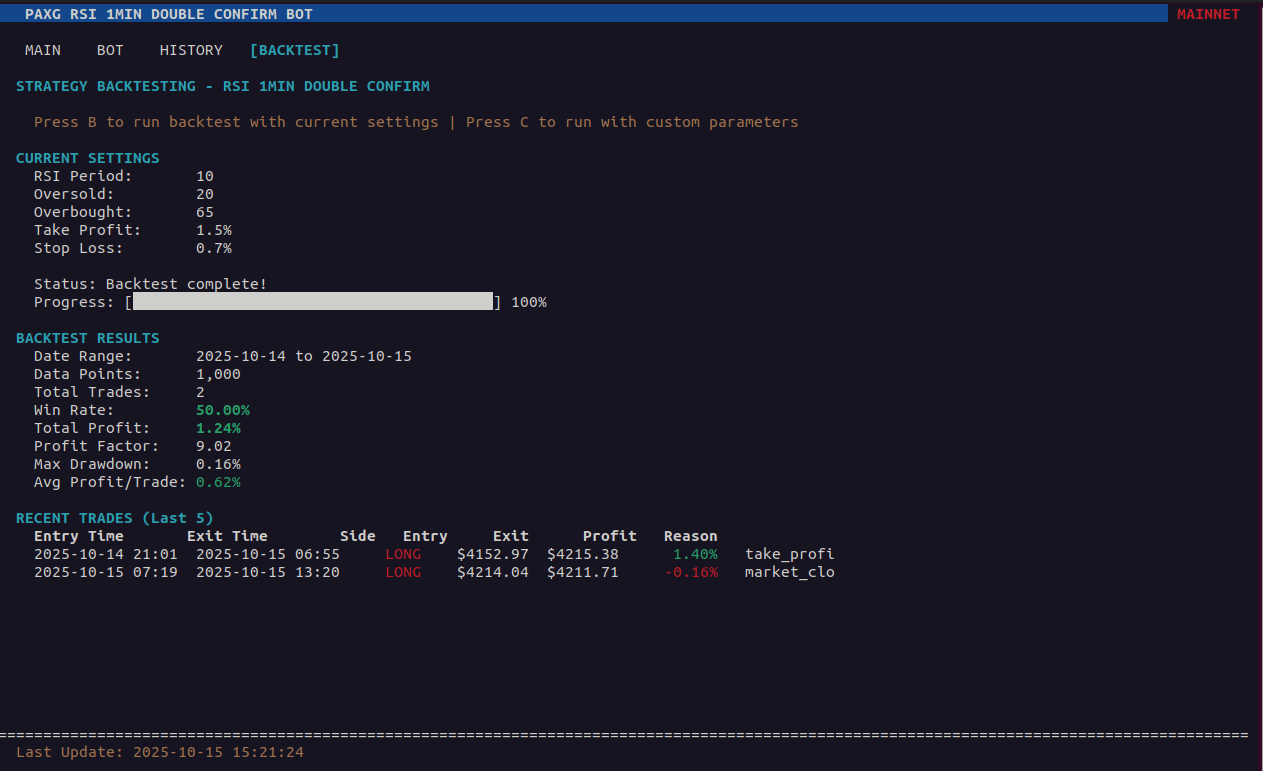 PAXG RSI 1MIN DOUBLE CONFIRM BOT MAINNET
MAIN BOT HISTORY [BACKTEST]
STRATEGY BACKTESTING - RSI 1MIN DOUBLE CONFIRM
Press B to run backtest with current settings | Press C to run with custom parameters
CURRENT SETTINGS
RSI Period: 10
Oversold: 20
Overbought: 65
Take Profit: 1.5%
Stop Loss: 0.7%
Status: Backtest complete!
Progress: [ ] 100%
BACKTEST RESULTS
Date Range: 2025-10-14 to 2025-10-15
Data Points: 1,000
Total Trades: 2
Win Rate: 50.00%
Total Profit: 1.24%
Profit Factor: 9.02
Max Drawdown: 0.16%
Avg Profit/Trade: 0.62%
RECENT TRADES (Last 5)
Entry Time Exit Time Side Entry Exit Profit Reason
2025-10-14 21:01 2025-10-15 06:55 LONG $4152.97 $4215.38 1.40% take_profi
2025-10-15 07:19 2025-10-15 13:20 LONG $4214.04 $4211.71 -0.16% market_clo
===========================================================================================================================================
Last Update: 2025-10-15 15:21:24